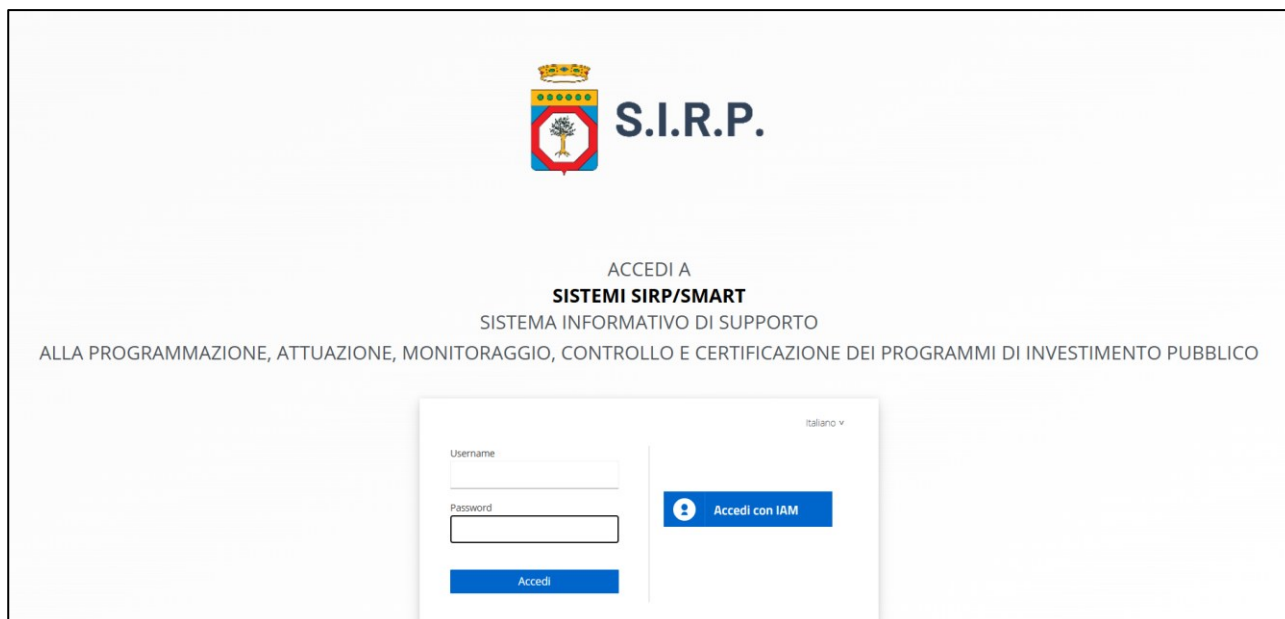 S.I.R.P.
ACCEDI A
SISTEMI SIRP/SMART
SISTEMA INFORMATIVO DI SUPPORTO
ALLA PROGRAMMAZIONE, ATTUAZIONE, MONITORAGGIO, CONTROLLO E CERTIFICAZIONE DEI PROGRAMMI DI INVESTIMENTO PUBBLICO
Italiano
Username
Password
Accedi
Accedi con IAM